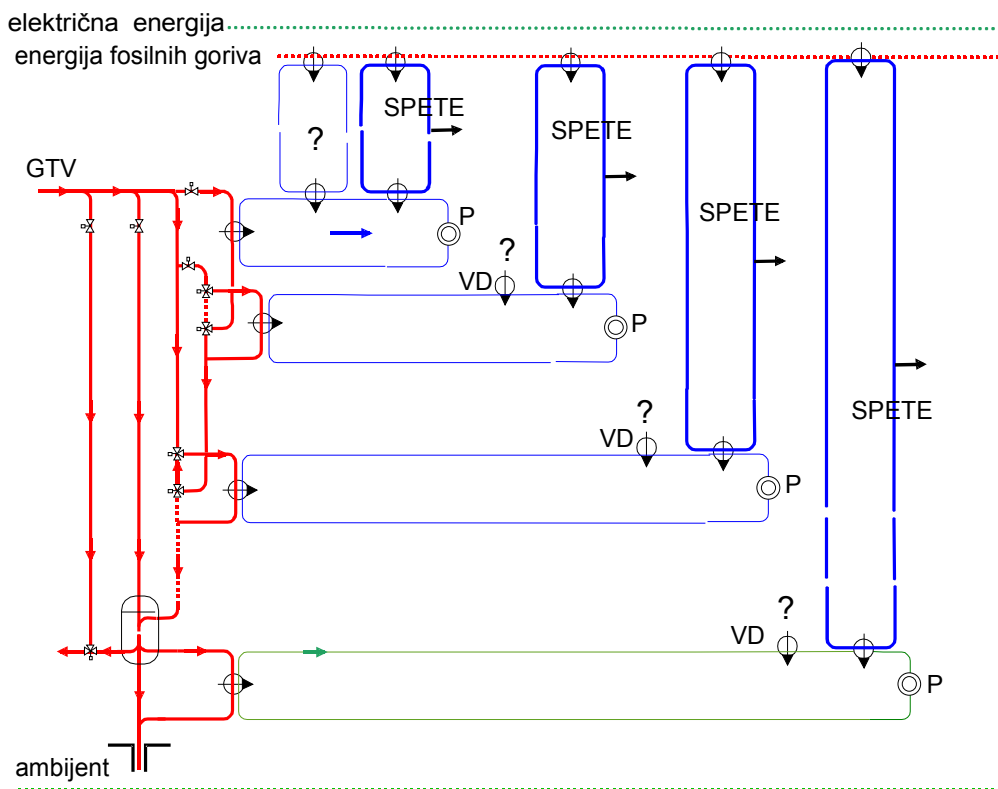 električna energija
energija fosilnih goriva
SPETE
SPETE
?
GTV
SPETE
P
?
VD
P
?
VD
SPETE
P
?
VD
P
ambijent